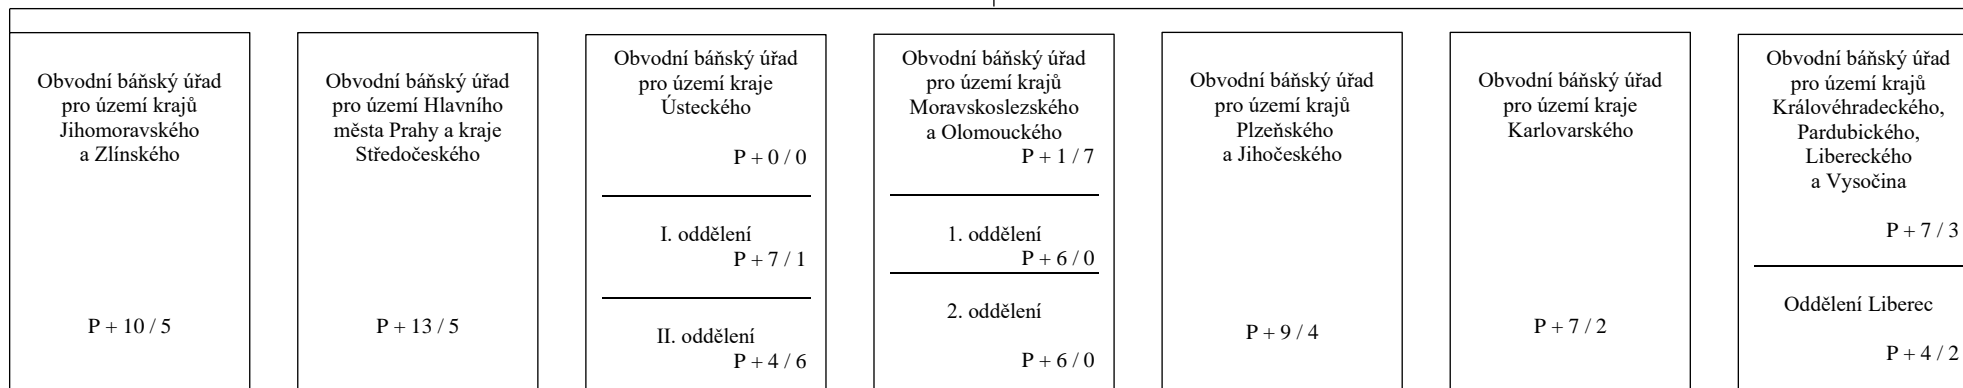 Obvodní báňský úřad
pro území krajů
Jihomoravského
a Zlínského
P + 10 / 5
Obvodní báňský úřad
pro území Hlavního
města Prahy a kraje
Středočeského
P + 13 / 5
Obvodní báňský úřad
pro území kraje
Ústeckého
P + 0 / 0
I. oddělení
P + 7 / 1
II. oddělení
P + 4 / 6
Obvodní báňský úřad
pro území krajů
Moravskoslezského
a Olomouckého
P + 1 / 7
1. oddělení
P + 6 / 0
2. oddělení
P + 6 / 0
Obvodní báňský úřad
pro území krajů
Plzeňského
a Jihočeského
P + 9 / 4
Obvodní báňský úřad
pro území kraje
Karlovarského
P + 7 / 2
Obvodní báňský úřad
pro území krajů
Královéhradeckého,
Pardubického,
Libereckého
a Vysočina
P + 7 / 3
Oddělení Liberec
P + 4 / 2